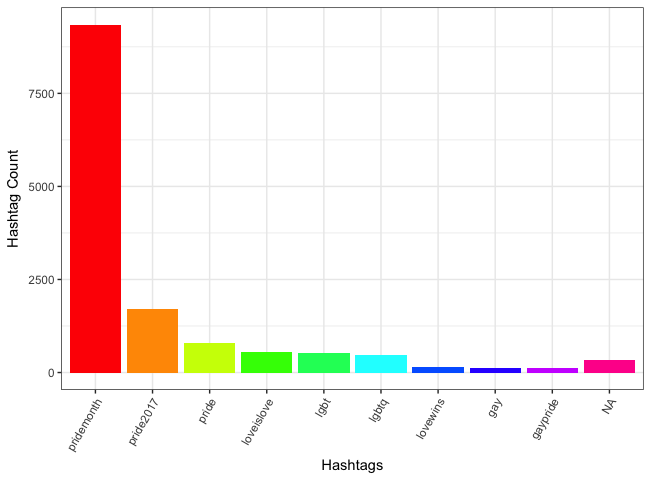 Hashtag Count
7500
5000
2500
0
pridemonth
pride2017
pride
loveislove
lgbt
lgbtq
lovewins
gay
gaypride
NA
Hashtags